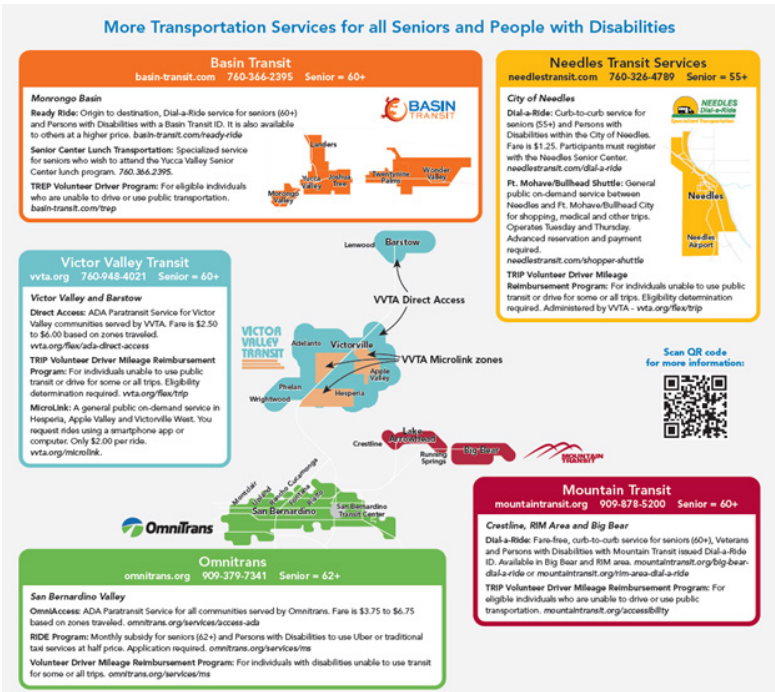 More Transportation Services for all Seniors and People with Disabilities
Basin Transit
basin-transit.com 760-366-2395 Senior = 60+
Morongo Basin
Ready Ride: Origin to destination, Dial-a-Ride service for seniors (60+)
and Persons with Disabilities with a Basin Transit ID. It is also available
to others at a higher price. basin-transit.com/ready-ride
Senior Center Lunch Transportation: Specialized service
for seniors who wish to attend the Yucca Valley Senior
Center lunch program. 760.366.2395.
TREP Volunteer Driver Program: For eligible individuals
who are unable to drive or use public transportation.
basin-transit.com/trep
BASIN
TRANSIT
Landers
Yucca
Valley
Joshua
Tree
Morongo
Valley
Twentynine
Palms
Wonder
Valley
Needles Transit Services
needlestransit.com 760-326-4789 Senior = 55+
City of Needles
Dial-a-Ride: Curb-to-curb service for
seniors (55+) and Persons with
Disabilities within the City of Needles.
Fare is $1.25. Participants must register
with the Needles Senior Center.
needlestransit.com/dial-a-ride
Ft. Mohave/Bullhead Shuttle: General
public on-demand service between
Needles and Ft. Mohave/Bullhead City
for shopping, medical and other trips.
Operates Tuesday and Thursday.
Advanced reservation and payment
required.
needlestransit.com/shopper-shuttle
TRIP Volunteer Driver Mileage
Reimbursement Program: For individuals unable to use public
transit or drive for some or all trips. Eligibility determination
required. Administered by VVTA - vvta.org/flex/trip
NEEDLES
Dial-a-Ride
Specialized Transportation
Needles
Needles
Airport
Victor Valley Transit
vvta.org 760-948-4021 Senior = 60+
Victor Valley and Barstow
Direct Access: ADA Paratransit Service for Victor
Valley communities served by VVTA. Fare is $2.50
to $6.00 based on zones traveled.
vvta.org/flex/ada-direct-access
TRIP Volunteer Driver Mileage Reimbursement
Program: For individuals unable to use public
transit or drive for some or all trips. Eligibility
determination required. vvta.org/flex/trip
MicroLink: A general public on-demand service in
Hesperia, Apple Valley and Victorville West. You
request rides using a smartphone app or
computer. Only $2.00 per ride.
vvta.org/microlink.
Lenwood
Barstow
VVTA Direct Access
VICTOR
VALLEY
TRANSIT
Adelanto
Victorville
VVTA Microlink zones
Apple
Valley
Phelan
Wrightwood
Hesperia
Scan QR code
for more information:
Crestline
Lake
Arrowhead
Running
Springs
Big Bear
MOUNTAIN
TRANSIT
OmniTrans
Montclair
Upland
Rancho Cucamonga
Fontana
Rialto
San Bernardino
San Bernardino
Transit Center
Mountain Transit
mountaintransit.org 909-878-5200 Senior = 60+
Crestline, RIM Area and Big Bear
Dial-a-Ride: Fare-free, curb-to-curb service for seniors (60+), Veterans
and Persons with Disabilities with Mountain Transit issued Dial-a-Ride
ID. Available in Big Bear and RIM area. mountaintransit.org/big-bear-
dial-a-ride or mountaintransit.org/rim-area-dial-a-ride
TRIP Volunteer Driver Mileage Reimbursement Program: For
eligible individuals who are unable to drive or use public
transportation. mountaintransit.org/accessibility
Omnitrans
omnitrans.org 909-379-7341 Senior = 62+
San Bernardino Valley
OmniAccess: ADA Paratransit Service for all communities served by Omnitrans. Fare is $3.75 to $6.75
based on zones traveled. omnitrans.org/services/access-ada
RIDE Program: Monthly subsidy for seniors (62+) and Persons with Disabilities to use Uber or traditional
taxi services at half price. Application required. omnitrans.org/services/ms
Volunteer Driver Mileage Reimbursement Program: For individuals with disabilities unable to use transit
for some or all trips. omnitrans.org/services/ms